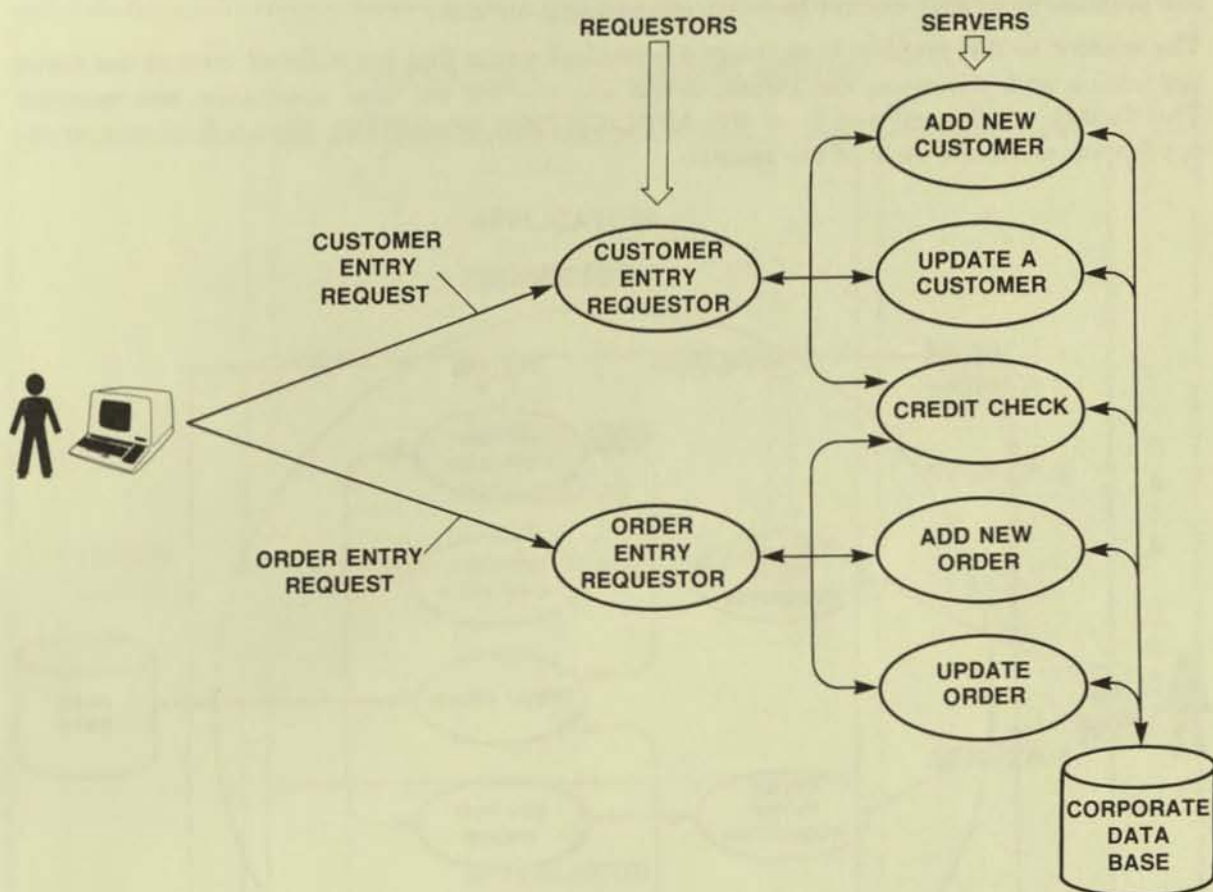 REQUESTORS
SERVERS
ADD NEW
CUSTOMER
CUSTOMER
ENTRY
REQUEST
CUSTOMER
ENTRY
REQUESTOR
UPDATE A
CUSTOMER
CREDIT CHECK
ORDER ENTRY
REQUEST
ORDER
ENTRY
REQUESTOR
ADD NEW
ORDER
UPDATE
ORDER
CORPORATE
DATA
BASE